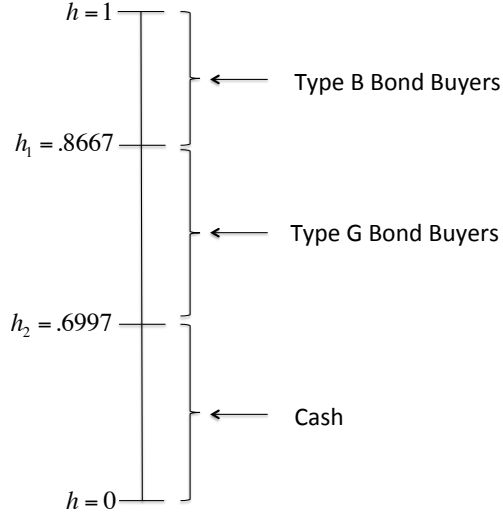 h = 1
Type B Bond Buyers
h₁ = .8667
Type G Bond Buyers
h₂ = .6997
Cash
h = 0